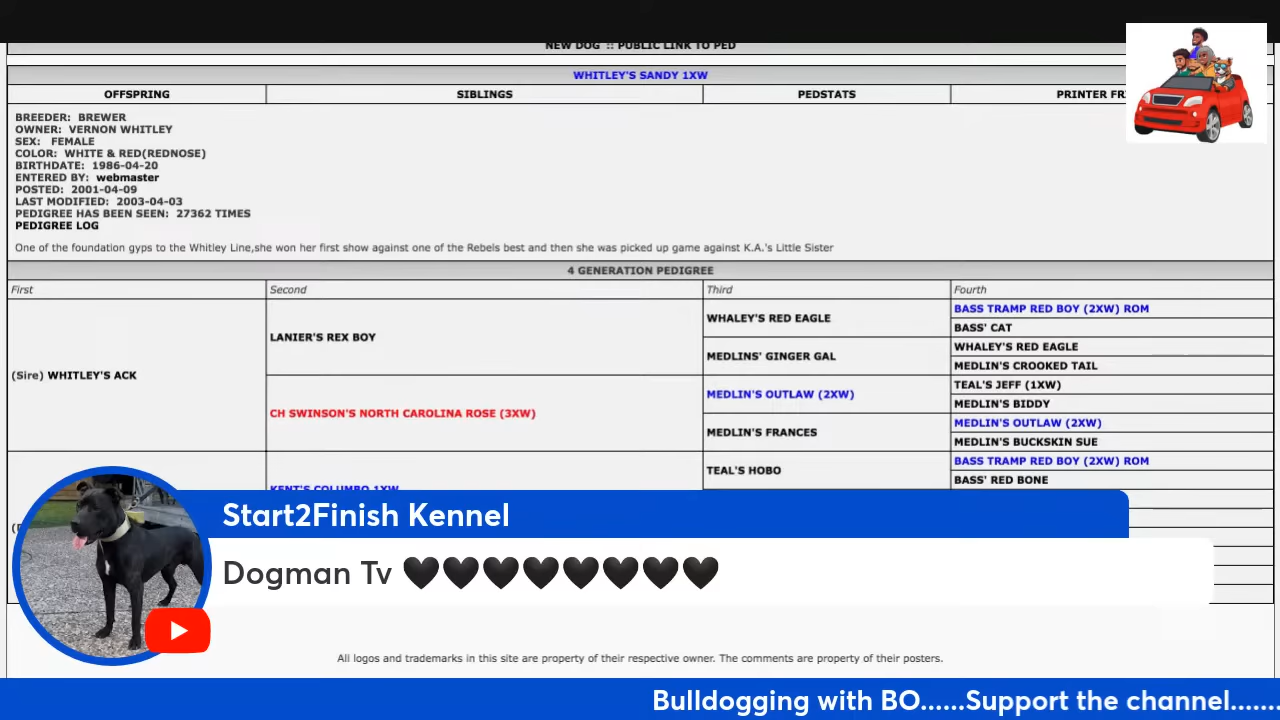 NEW DOG :: PUBLIC LINK TO PED
WHITLEY'S SANDY 1XW
OFFSPRING SIBLINGS PEDSTATS PRINTER FRI
BREEDER: BREWER
OWNER: VERNON WHITLEY
SEX: FEMALE
COLOR: WHITE & RED(REDNOSE)
BIRTHDATE: 1986-04-20
ENTERED BY: webmaster
POSTED: 2001-04-09
LAST MODIFIED: 2003-04-03
PEDIGREE HAS BEEN SEEN: 27362 TIMES
PEDIGREE LOG
One of the foundation gyps to the Whitley Line,she won her first show against one of the Rebels best and then she was picked up game against K.A.'s Little Sister
4 GENERATION PEDIGREE
First Second Third Fourth
(Sire) WHITLEY'S ACK
LANIER'S REX BOY
CH SWINSON'S NORTH CAROLINA ROSE (3XW)
KENT'S COLUMBO 1XW
WHALEY'S RED EAGLE
MEDLINS' GINGER GAL
MEDLIN'S OUTLAW (2XW)
MEDLIN'S FRANCES
TEAL'S HOBO
BASS TRAMP RED BOY (2XW) ROM
BASS' CAT
WHALEY'S RED EAGLE
MEDLIN'S CROOKED TAIL
TEAL'S JEFF (1XW)
MEDLIN'S BIDDY
MEDLIN'S OUTLAW (2XW)
MEDLIN'S BUCKSKIN SUE
BASS TRAMP RED BOY (2XW) ROM
BASS' RED BONE
Start2Finish Kennel
Dogman Tv 🖤🖤🖤🖤🖤🖤🖤🖤
All logos and trademarks in this site are property of their respective owner. The comments are property of their posters.
Bulldogging with BO......Support the channel.......